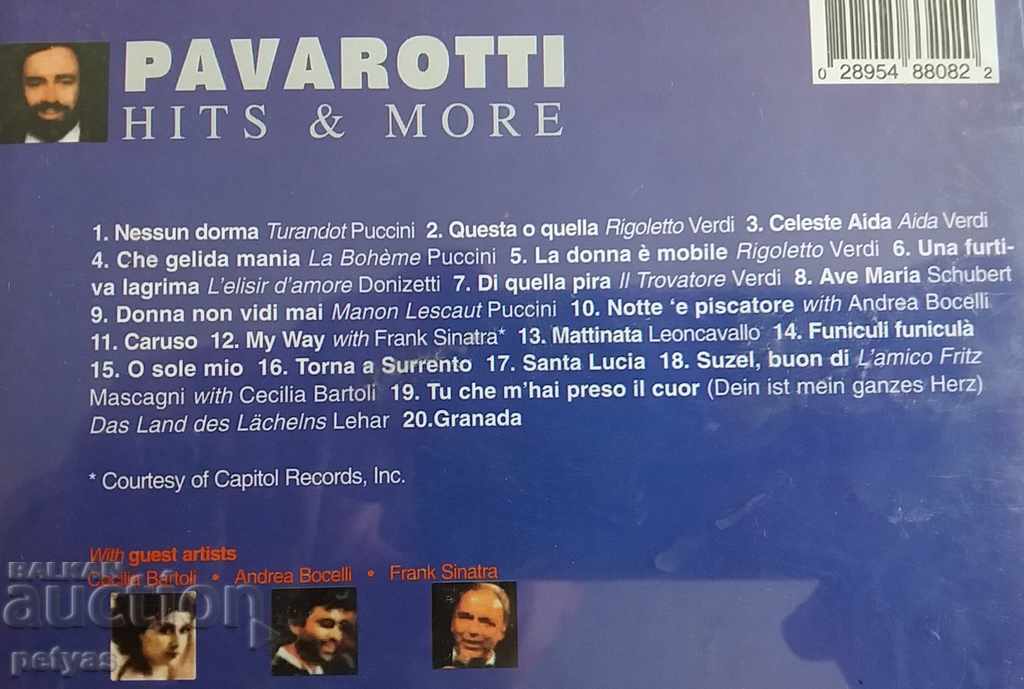 PAVAROTTI
HITS & MORE
0 28954 88082 2
1. Nessun dorma Turandot Puccini 2. Questa o quella Rigoletto Verdi 3. Celeste Aida Aida Verdi
4. Che gelida mania La Bohème Puccini 5. La donna è mobile Rigoletto Verdi 6. Una furti-
va lagrima L'elisir d'amore Donizetti 7. Di quella pira Il Trovatore Verdi 8. Ave Maria Schubert
9. Donna non vidi mai Manon Lescaut Puccini 10. Notte 'e piscatore with Andrea Bocelli
11. Caruso 12. My Way with Frank Sinatra* 13. Mattinata Leoncavallo 14. Funiculì funiculà
15. O sole mio 16. Torna a Surrento 17. Santa Lucia 18. Suzel, buon di L'amico Fritz
Mascagni with Cecilia Bartoli 19. Tu che m'hai preso il cuor (Dein ist mein ganzes Herz)
Das Land des Lächelns Lehar 20.Granada
* Courtesy of Capitol Records, Inc.
With guest artists
Cecilia Bartoli • Andrea Bocelli • Frank Sinatra
BALKAN
auction
petyas